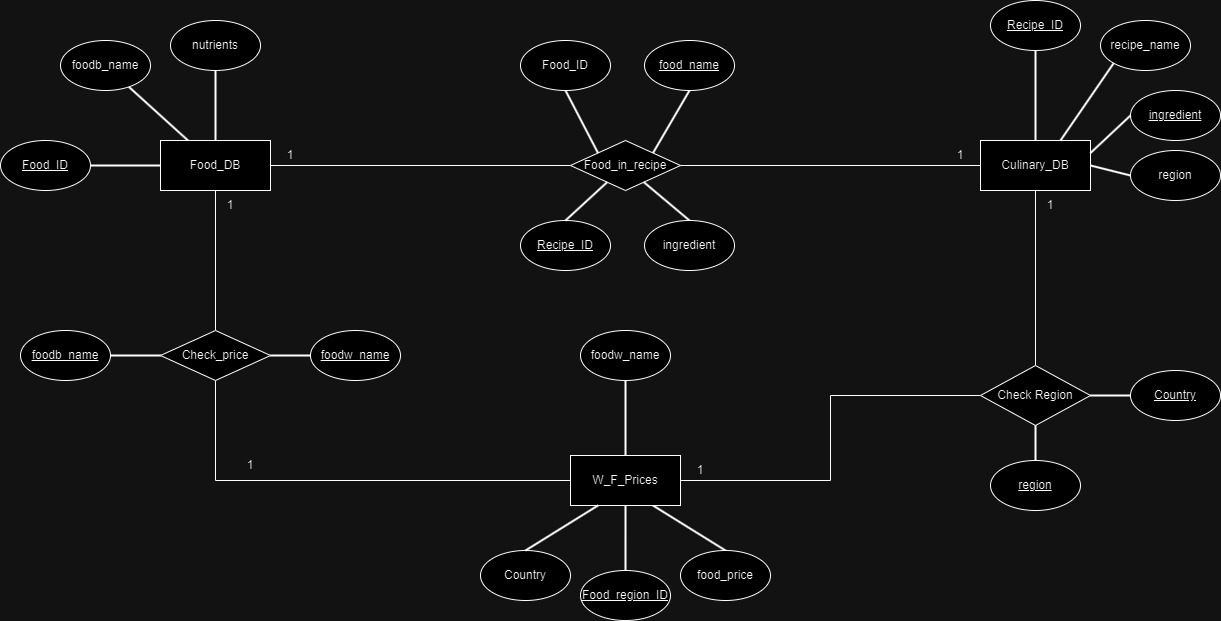 Recipe_ID
nutrients
recipe_name
foodb_name
Food_ID
food_name
ingredient
Food_ID
Food_DB
1
Food_in_recipe
1
Culinary_DB
region
1
1
Recipe_ID
ingredient
foodb_name
Check_price
foodw_name
foodw_name
Check Region
Country
1
W_F_Prices
1
region
Country
Food_region_ID
food_price